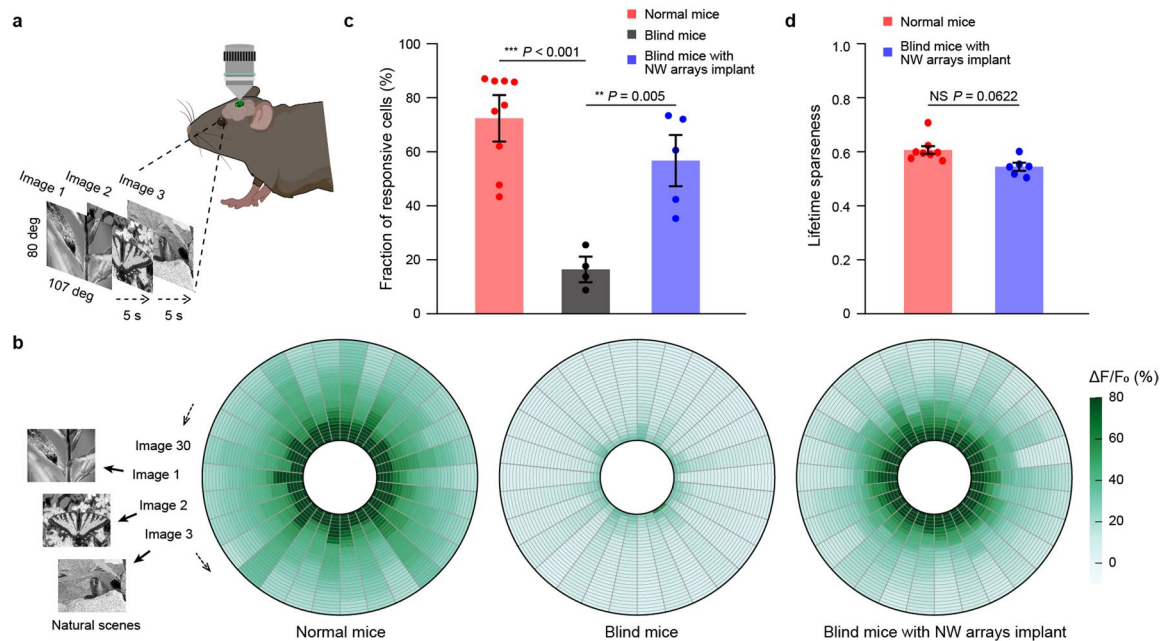 a
Image 1
Image 2
Image 3
80 deg
107 deg
5 s
5 s
c
Normal mice
Blind mice
Blind mice with
NW arrays implant
Fraction of responsive cells (%)
100
80
60
40
20
0
*** P < 0.001
** P = 0.005
d
Normal mice
Blind mice with
NW arrays implant
Lifetime sparseness
1.0
0.8
0.6
0.4
0.2
0
NS P = 0.0622
b
Image 30
Image 1
Image 2
Image 3
Natural scenes
Normal mice
Blind mice
Blind mice with NW arrays implant
ΔF/F₀ (%)
80
60
40
20
0